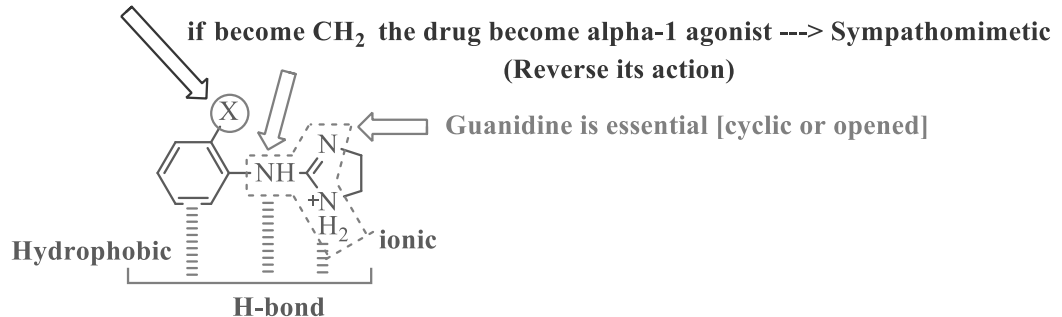 if become CH₂ the drug become alpha-1 agonist ---> Sympathomimetic
(Reverse its action)
X
Guanidine is essential [cyclic or opened]
N
NH
+N
H₂
Hydrophobic
ionic
H-bond